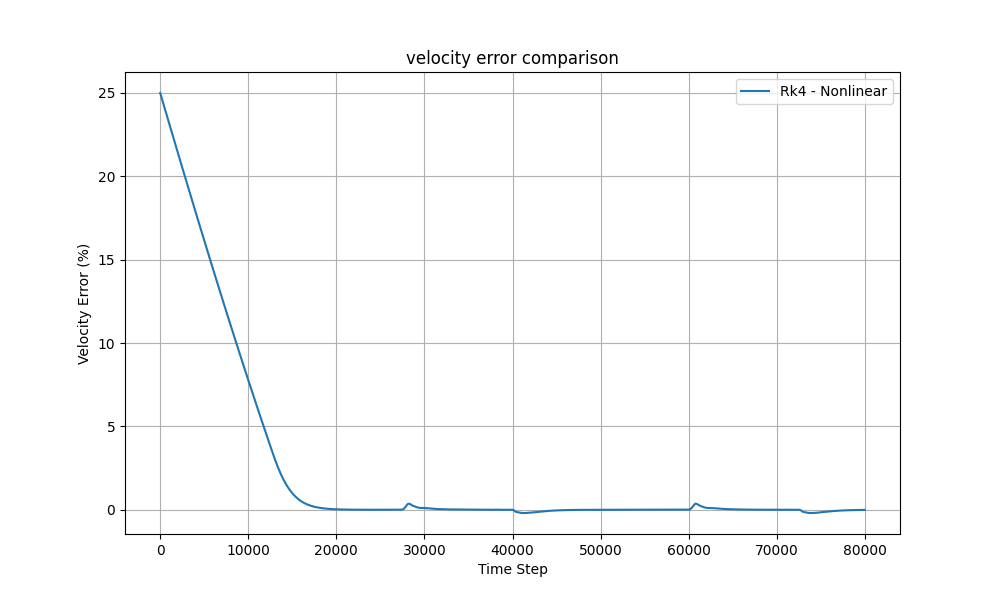 velocity error comparison
Rk4 - Nonlinear
25
20
15
10
5
0
Velocity Error (%)
0 10000 20000 30000 40000 50000 60000 70000 80000
Time Step